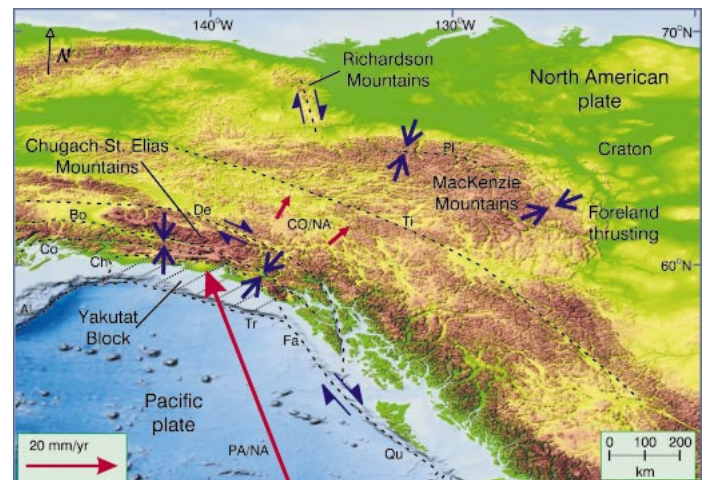 140°W
130°W
70°N
N
Richardson
Mountains
North American
plate
Chugach-St. Elias
Mountains
Pl
Craton
MacKenzie
Mountains
De
Bo
CO/NA
Ti
Foreland
thrusting
Co
Ch
60°N
Al
Yakutat
Block
Tr
Fa
Pacific
plate
20 mm/yr
PA/NA
Qu
0 100 200
km